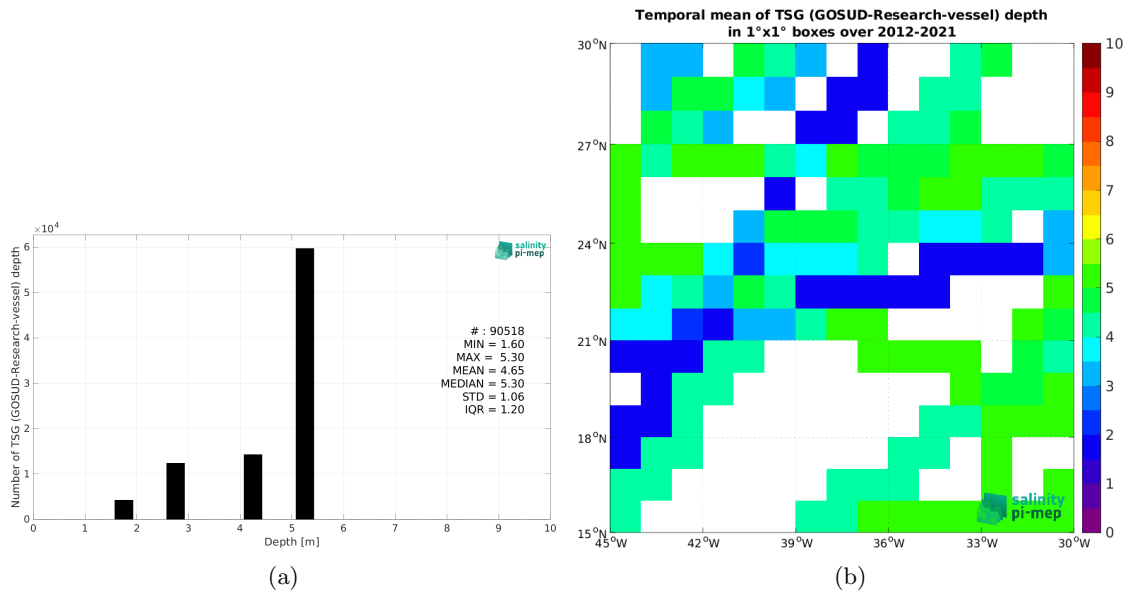 ×10⁴
6
5
4
3
2
1
0
Number of TSG (GOSUD-Research-vessel) depth
salinity
pi-mep
# : 90518
MIN = 1.60
MAX = 5.30
MEAN = 4.65
MEDIAN = 5.30
STD = 1.06
IQR = 1.20
0 1 2 3 4 5 6 7 8 9 10
Depth [m]
(a)
Temporal mean of TSG (GOSUD-Research-vessel) depth
in 1°x1° boxes over 2012-2021
30°N
27°N
24°N
21°N
18°N
15°N
45°W 42°W 39°W 36°W 33°W 30°W
salinity
pi-mep
10
9
8
7
6
5
4
3
2
1
0
(b)